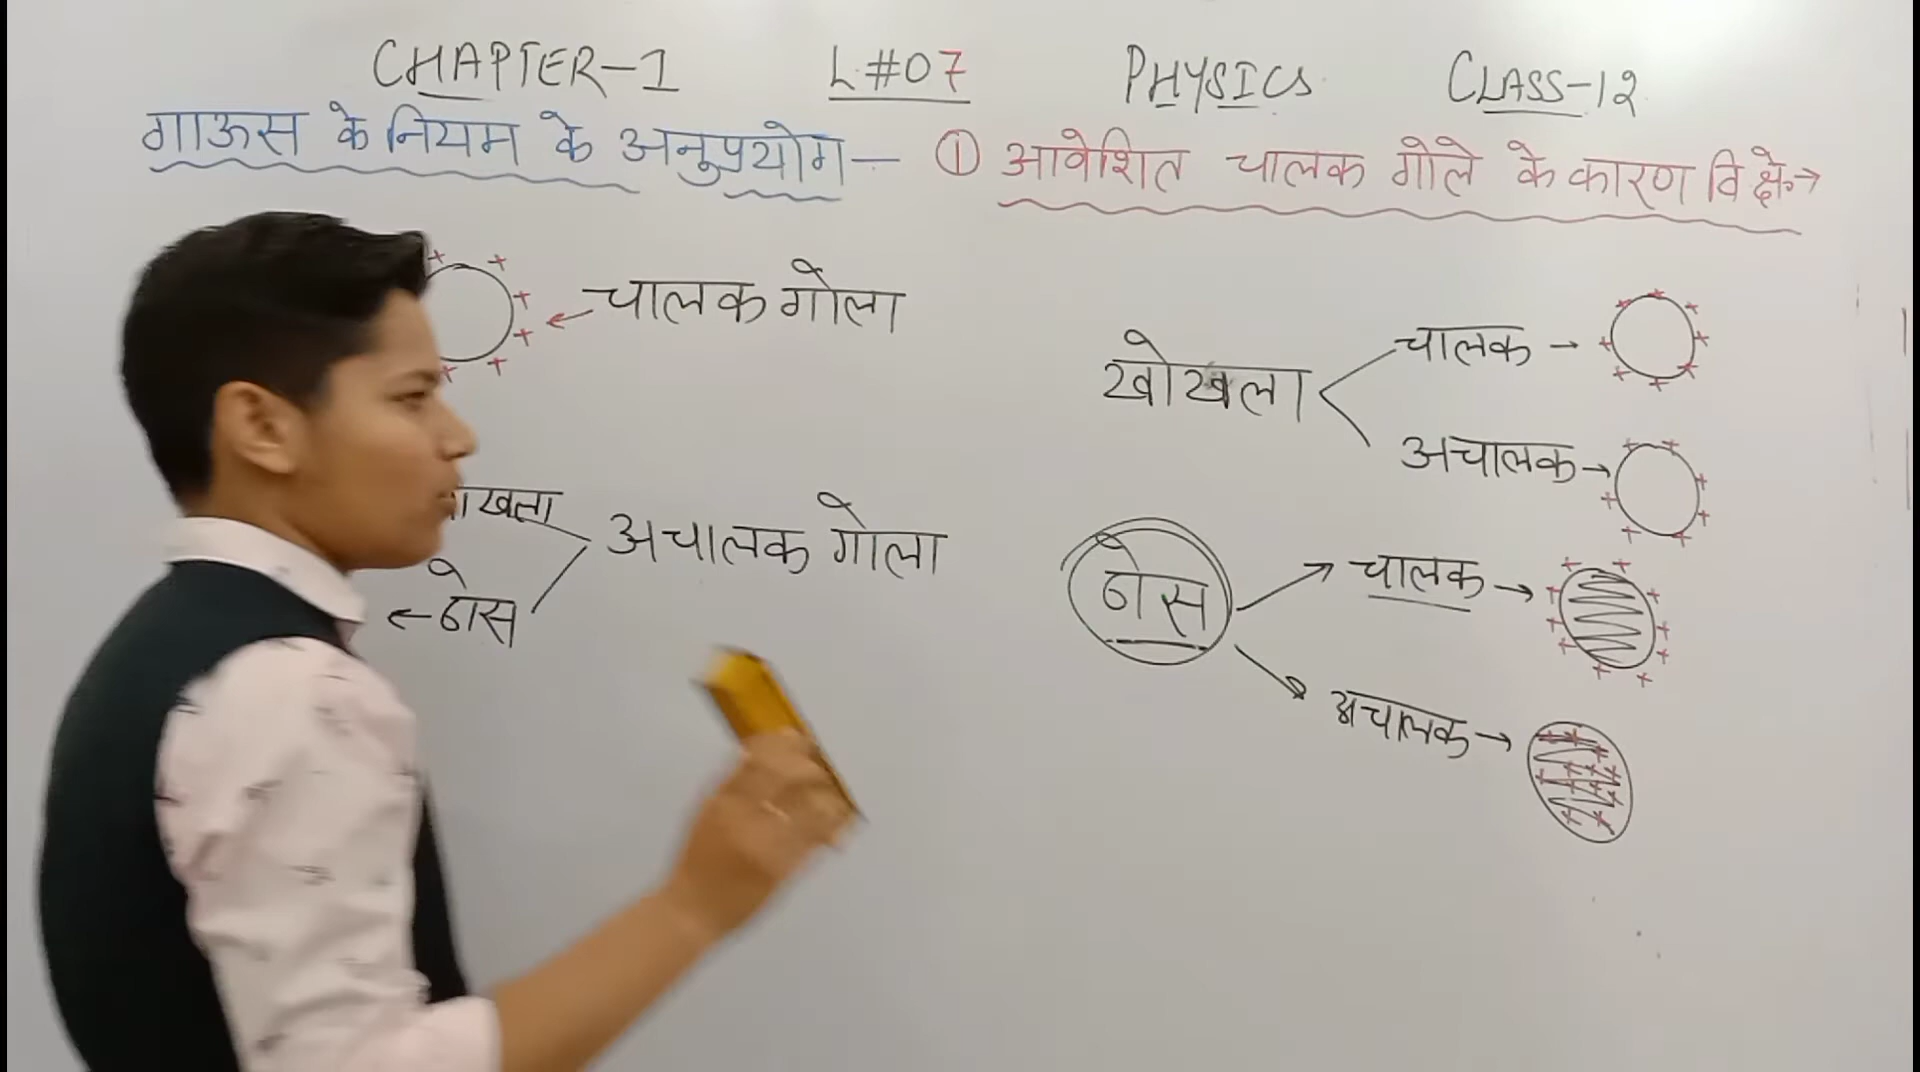 CHAPTER-1 L#07 PHYSICS CLASS-12
गाऊस के नियम के अनुप्रयोग— ① आवेशित चालक गोले के कारण वि॰क्षे॰→
← चालक गोला
अचालक गोला
← ठोस
खोखला
चालक →
अचालक →
ठोस
चालक →
अचालक →